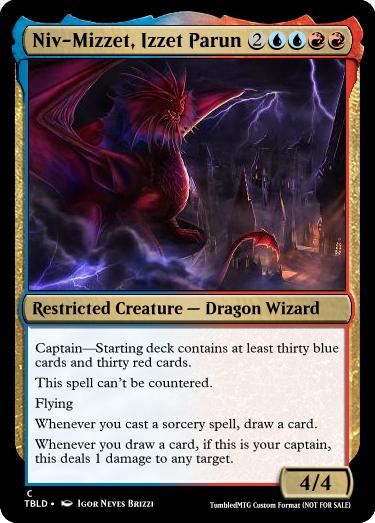 Niv-Mizzet, Izzet Parun 2
Restricted Creature — Dragon Wizard
Captain—Starting deck contains at least thirty blue
cards and thirty red cards.
This spell can't be countered.
Flying
Whenever you cast a sorcery spell, draw a card.
Whenever you draw a card, if this is your captain,
this deals 1 damage to any target.
4/4
C
TBLD • Igor Neves Brizzi
TumbledMTG Custom Format (NOT FOR SALE)